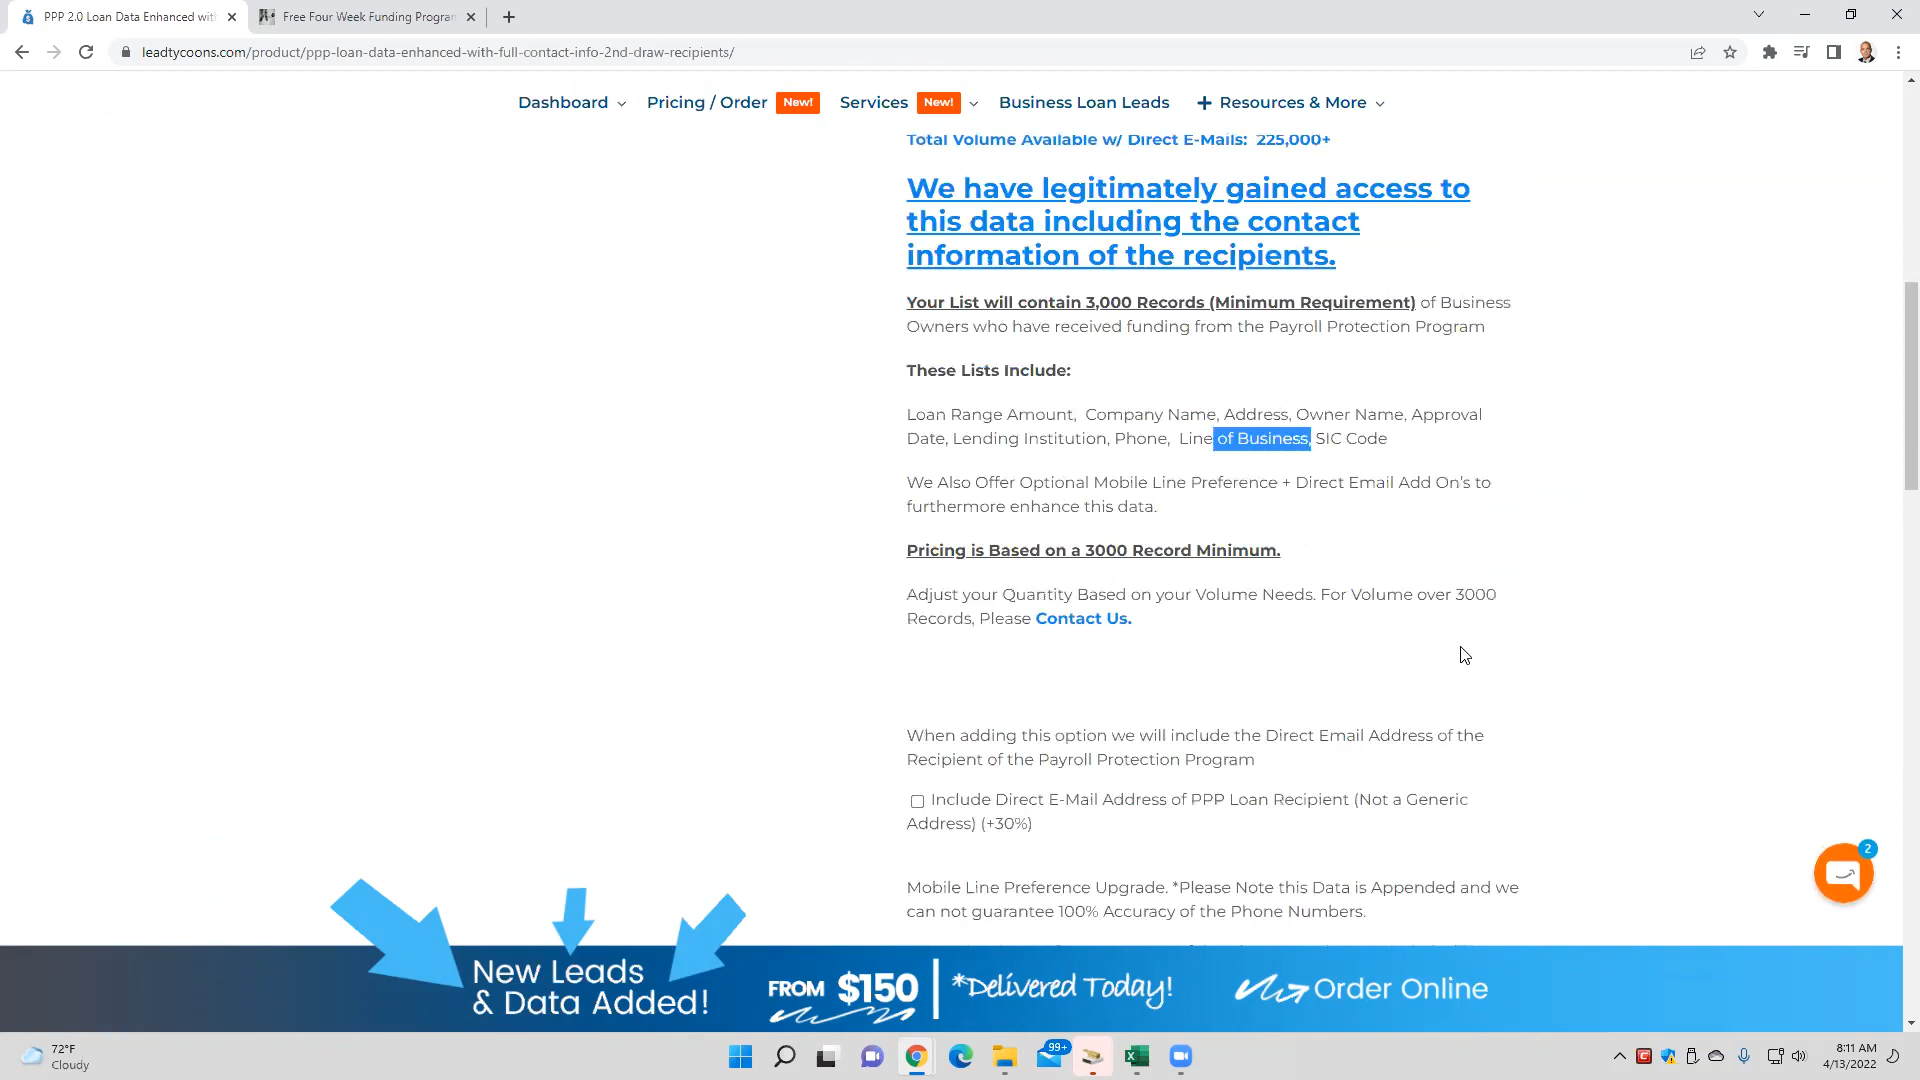 PPP 2.0 Loan Data Enhanced with
Free Four Week Funding Program
leadtycoons.com/product/ppp-loan-data-enhanced-with-full-contact-info-2nd-draw-recipients/
Dashboard Pricing / Order New! Services New! Business Loan Leads + Resources & More
Total Volume Available w/ Direct E-Mails: 225,000+
We have legitimately gained access to
this data including the contact
information of the recipients.
Your List will contain 3,000 Records (Minimum Requirement) of Business
Owners who have received funding from the Payroll Protection Program
These Lists Include:
Loan Range Amount, Company Name, Address, Owner Name, Approval
Date, Lending Institution, Phone, Line of Business, SIC Code
We Also Offer Optional Mobile Line Preference + Direct Email Add On's to
furthermore enhance this data.
Pricing is Based on a 3000 Record Minimum.
Adjust your Quantity Based on your Volume Needs. For Volume over 3000
Records, Please Contact Us.
When adding this option we will include the Direct Email Address of the
Recipient of the Payroll Protection Program
Include Direct E-Mail Address of PPP Loan Recipient (Not a Generic
Address) (+30%)
2
Mobile Line Preference Upgrade. *Please Note this Data is Appended and we
can not guarantee 100% Accuracy of the Phone Numbers.
New Leads
& Data Added!
FROM $150
*Delivered Today!
Order Online
72°F
Cloudy
99+
8:11 AM
4/13/2022